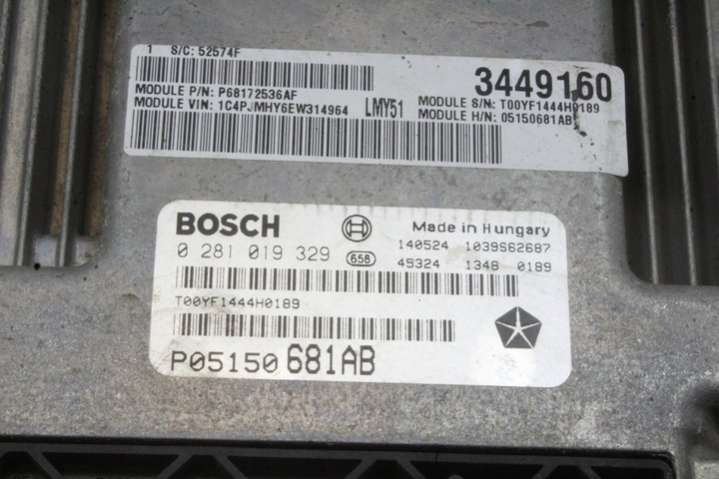 1 S/C: 52574F
MODULE P/N: P68172536AF
MODULE VIN: 1C4PJMHY6EW314964
LMY51
3449160
MODULE S/N: T00YF1444H0189
MODULE H/N: 05150681AB
BOSCH
Made in Hungary
0 281 019 329
658
140524 1039S62687
49324 1348 0189
T00YF1444H0189
P05150681AB